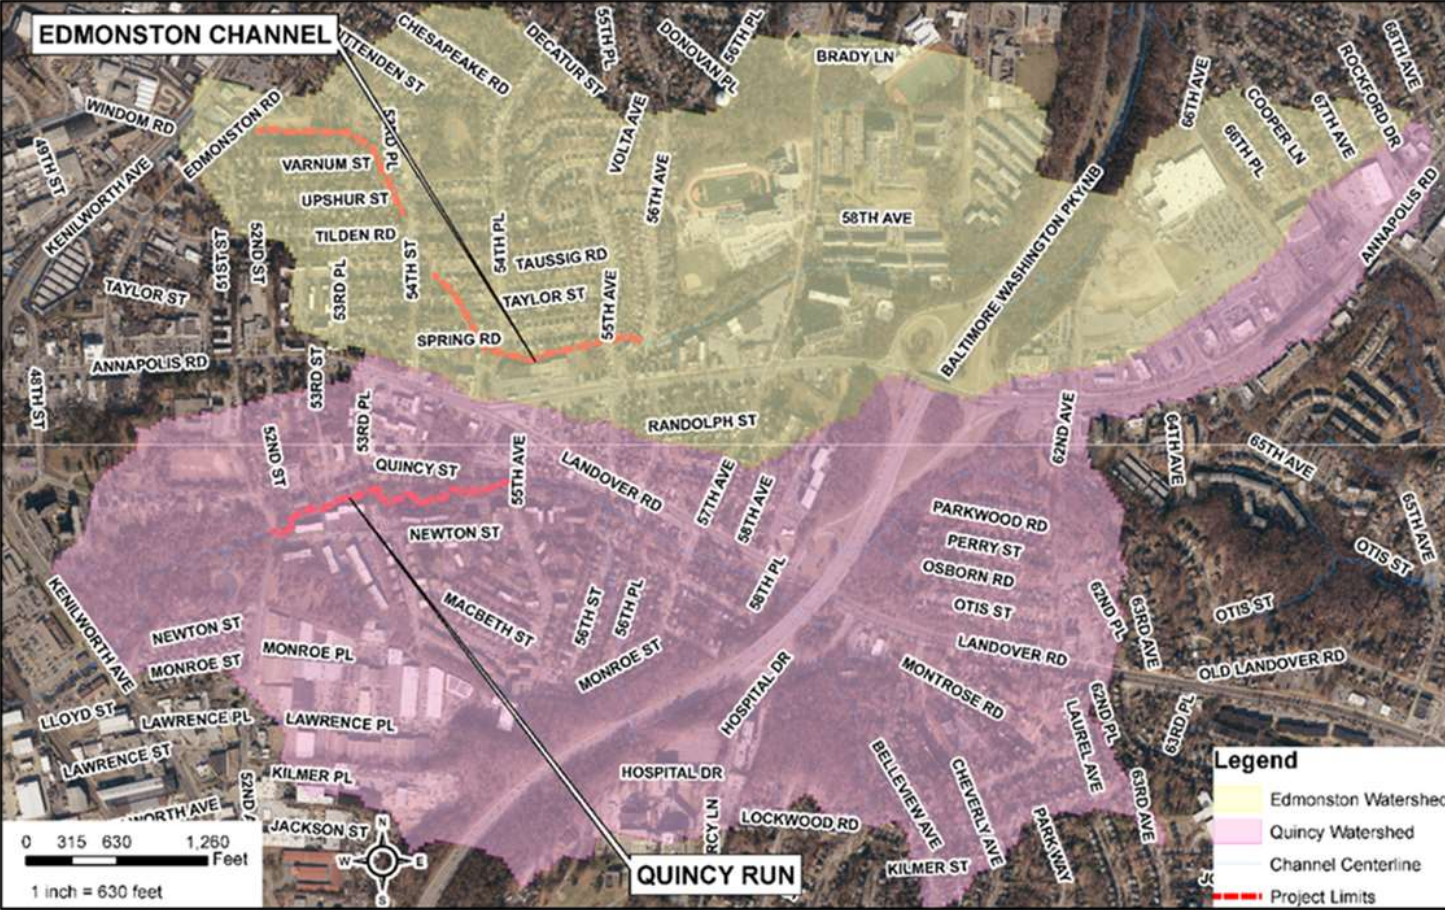 EDMONSTON CHANNEL
CHESAPEAKE RD
DECATUR ST
55TH PL
DONOVAN PL
56TH PL
BRADY LN
68TH AVE
ROCKFORD DR
66TH AVE
COOPER LN
67TH AVE
66TH PL
WINDOM RD
EDMONSTON RD
49TH ST
KENILWORTH AVE
VARNUM ST
UPSHUR ST
TILDEN RD
VOLTA AVE
56TH AVE
58TH AVE
BALTIMORE WASHINGTON PKY NB
ANNAPOLIS RD
51ST ST
52ND ST
53RD PL
54TH ST
54TH PL
TAUSSIG RD
TAYLOR ST
TAYLOR ST
55TH AVE
SPRING RD
ANNAPOLIS RD
48TH ST
53RD ST
53RD PL
RANDOLPH ST
62ND AVE
64TH AVE
65TH AVE
65TH AVE
52ND ST
QUINCY ST
55TH AVE
LANDOVER RD
57TH AVE
58TH AVE
NEWTON ST
PARKWOOD RD
PERRY ST
OSBORN RD
OTIS ST
OTIS ST
OTIS ST
58TH PL
56TH ST
56TH PL
MACBETH ST
KENILWORTH AVE
NEWTON ST
MONROE ST
MONROE PL
MONROE ST
62ND PL
63RD AVE
LANDOVER RD
OLD LANDOVER RD
HOSPITAL DR
MONTROSE RD
LLOYD ST
LAWRENCE PL
LAWRENCE PL
LAWRENCE ST
62ND PL
LAUREL AVE
63RD PL
KILMER PL
HOSPITAL DR
BELLEVIEW AVE
CHEVERLY AVE
63RD AVE
JACKSON ST
LOCKWOOD RD
PARKWAY
KILMER ST
QUINCY RUN
0 315 630 1,260
Feet
1 inch = 630 feet
N
W E
S
Legend
Edmonston Watershed
Quincy Watershed
Channel Centerline
Project Limits